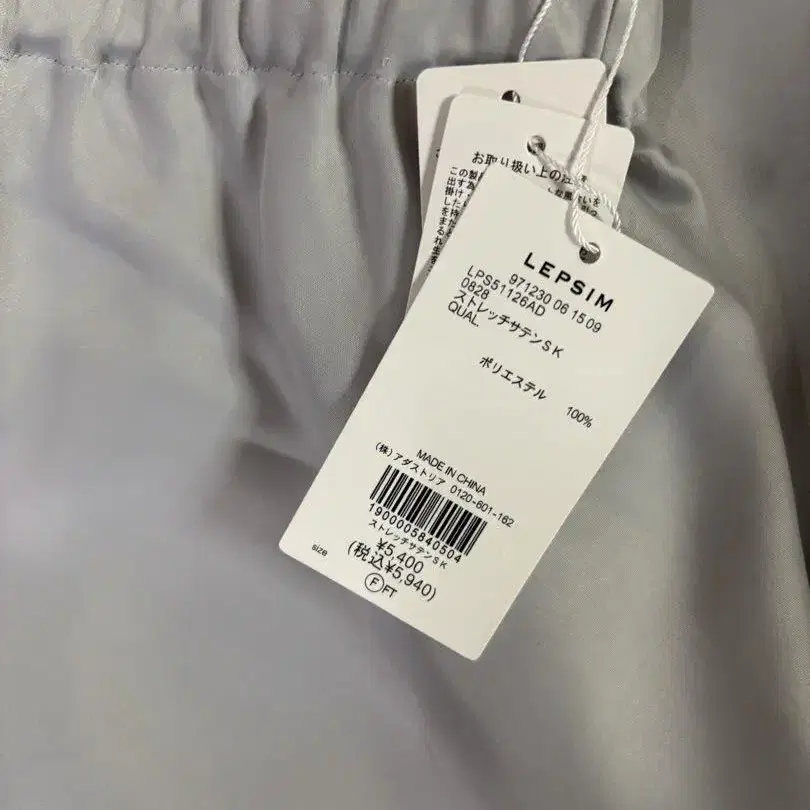 お取り扱い上の注意
LEPSIM
971230 06 15 09
LPS51126AD
0828
ストレッチサテンSK
QUAL.
ポリエステル 100%
MADE IN CHINA
(株)アダストリア 0120-601-162
1900005840504
ストレッチサテンSK
¥5,400
(税込¥5,940)
size
F FT